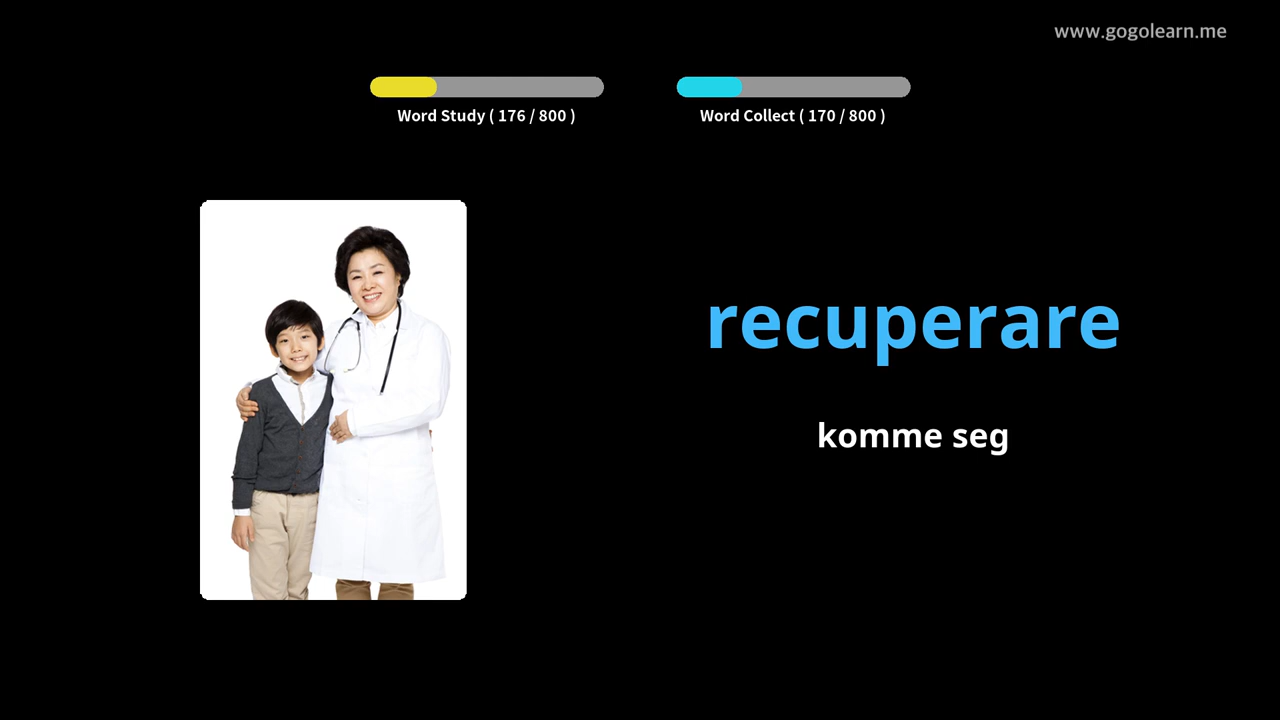 www.gogolearn.me
Word Study ( 176 / 800 )
Word Collect ( 170 / 800 )
recuperare
komme seg